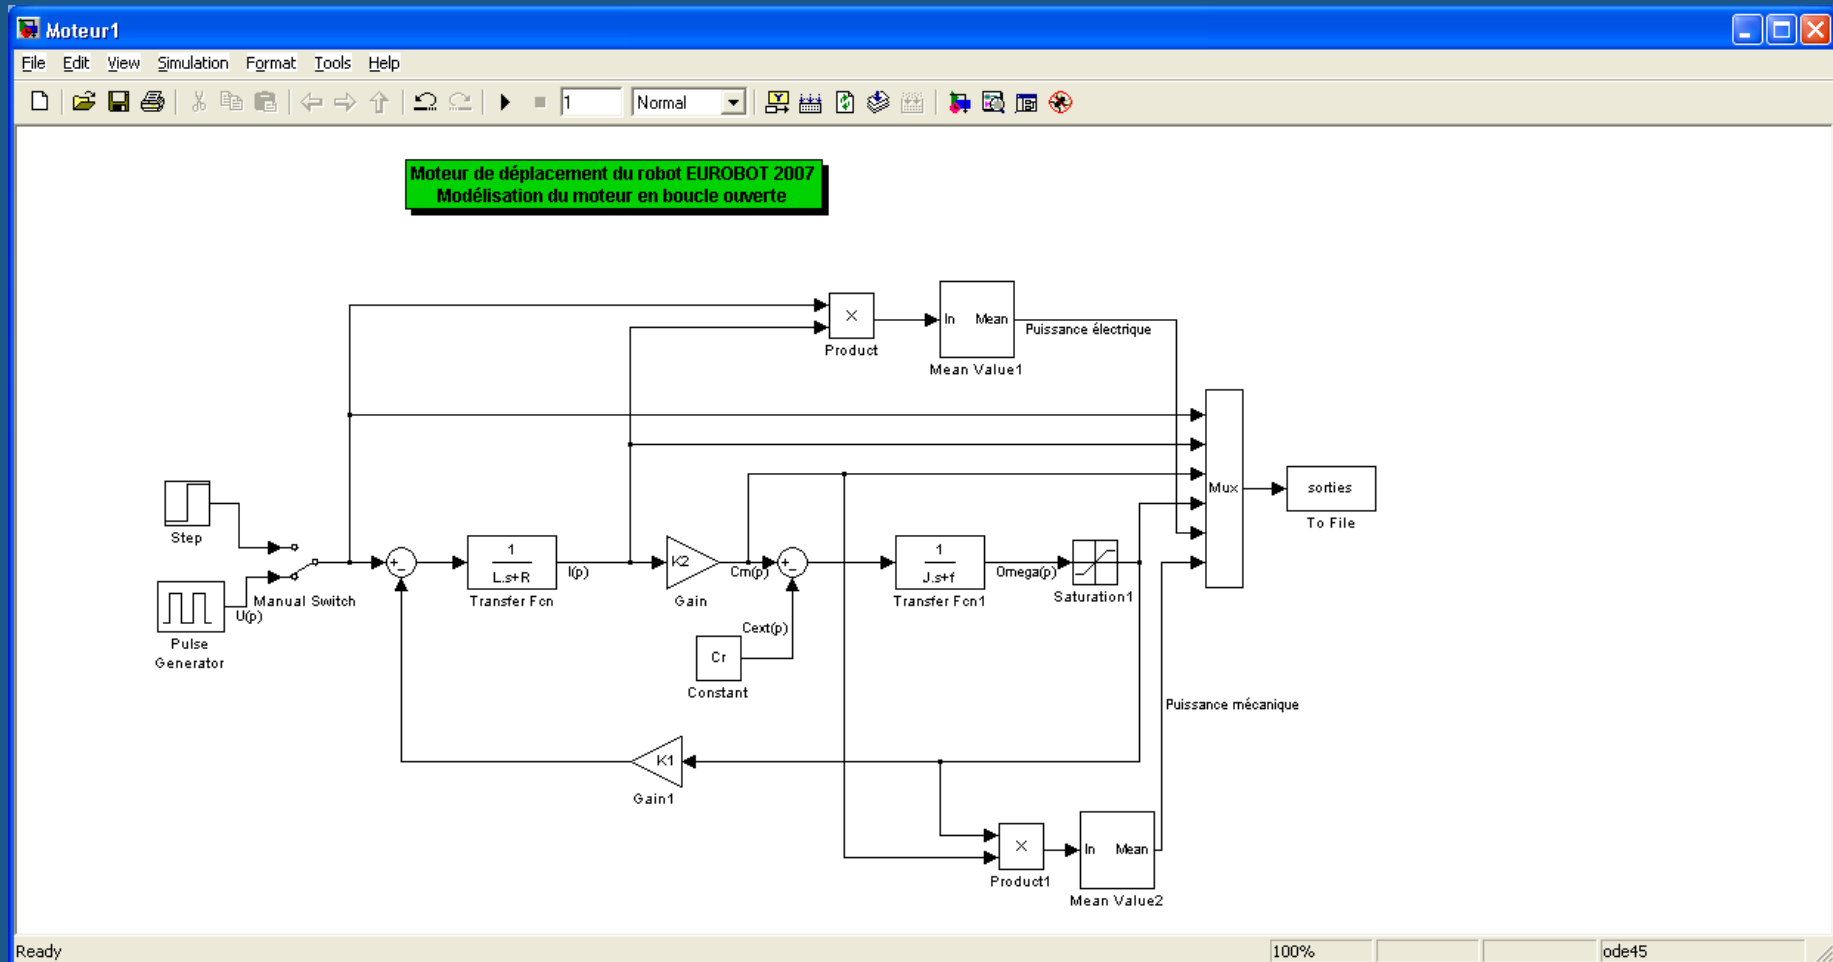 Moteur1
File Edit View Simulation Format Tools Help
1 Normal
Moteur de déplacement du robot EUROBOT 2007
Modélisation du moteur en boucle ouverte
×
Product
In Mean
Mean Value1
Puissance électrique
Mux
sorties
To File
Step
Manual Switch
U(p)
Pulse
Generator
+
-
1
L.s+R
Transfer Fcn
I(p)
K2
Gain
Cm(p)
+
-
Cext(p)
Cr
Constant
1
J.s+f
Transfer Fcn1
Omega(p)
Saturation1
Puissance mécanique
K1
Gain1
×
Product1
In Mean
Mean Value2
Ready 100% ode45